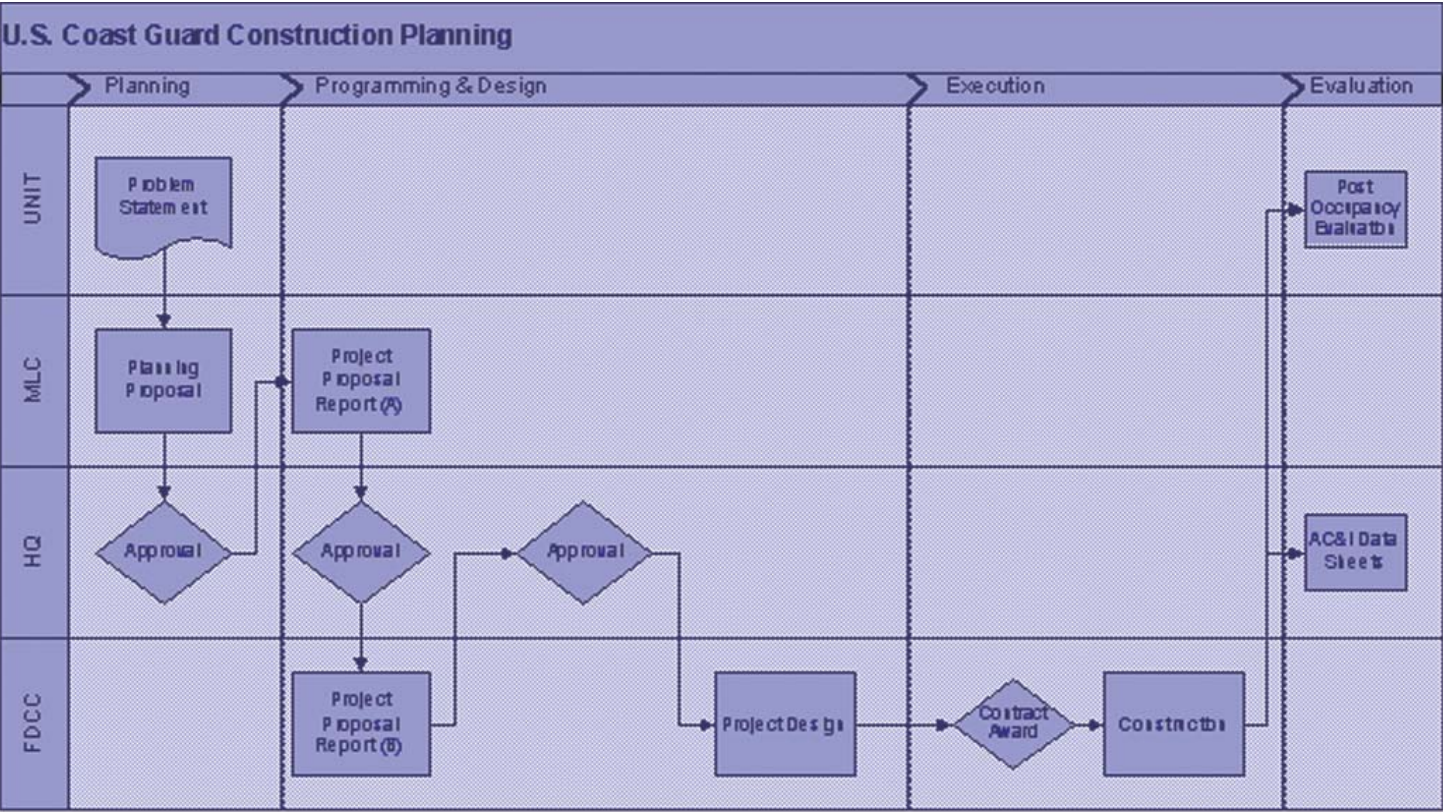 U.S. Coast Guard Construction Planning
Planning
Programming & Design
Execution
Evaluation
UNIT
Problem
Statement
Post
Occupancy
Evaluation
MLC
Planning
Proposal
Project
Proposal
Report (A)
HQ
Approval
Approval
Approval
AC&I Data
Sheets
FDCC
Project
Proposal
Report (B)
Project Design
Contract
Award
Construction